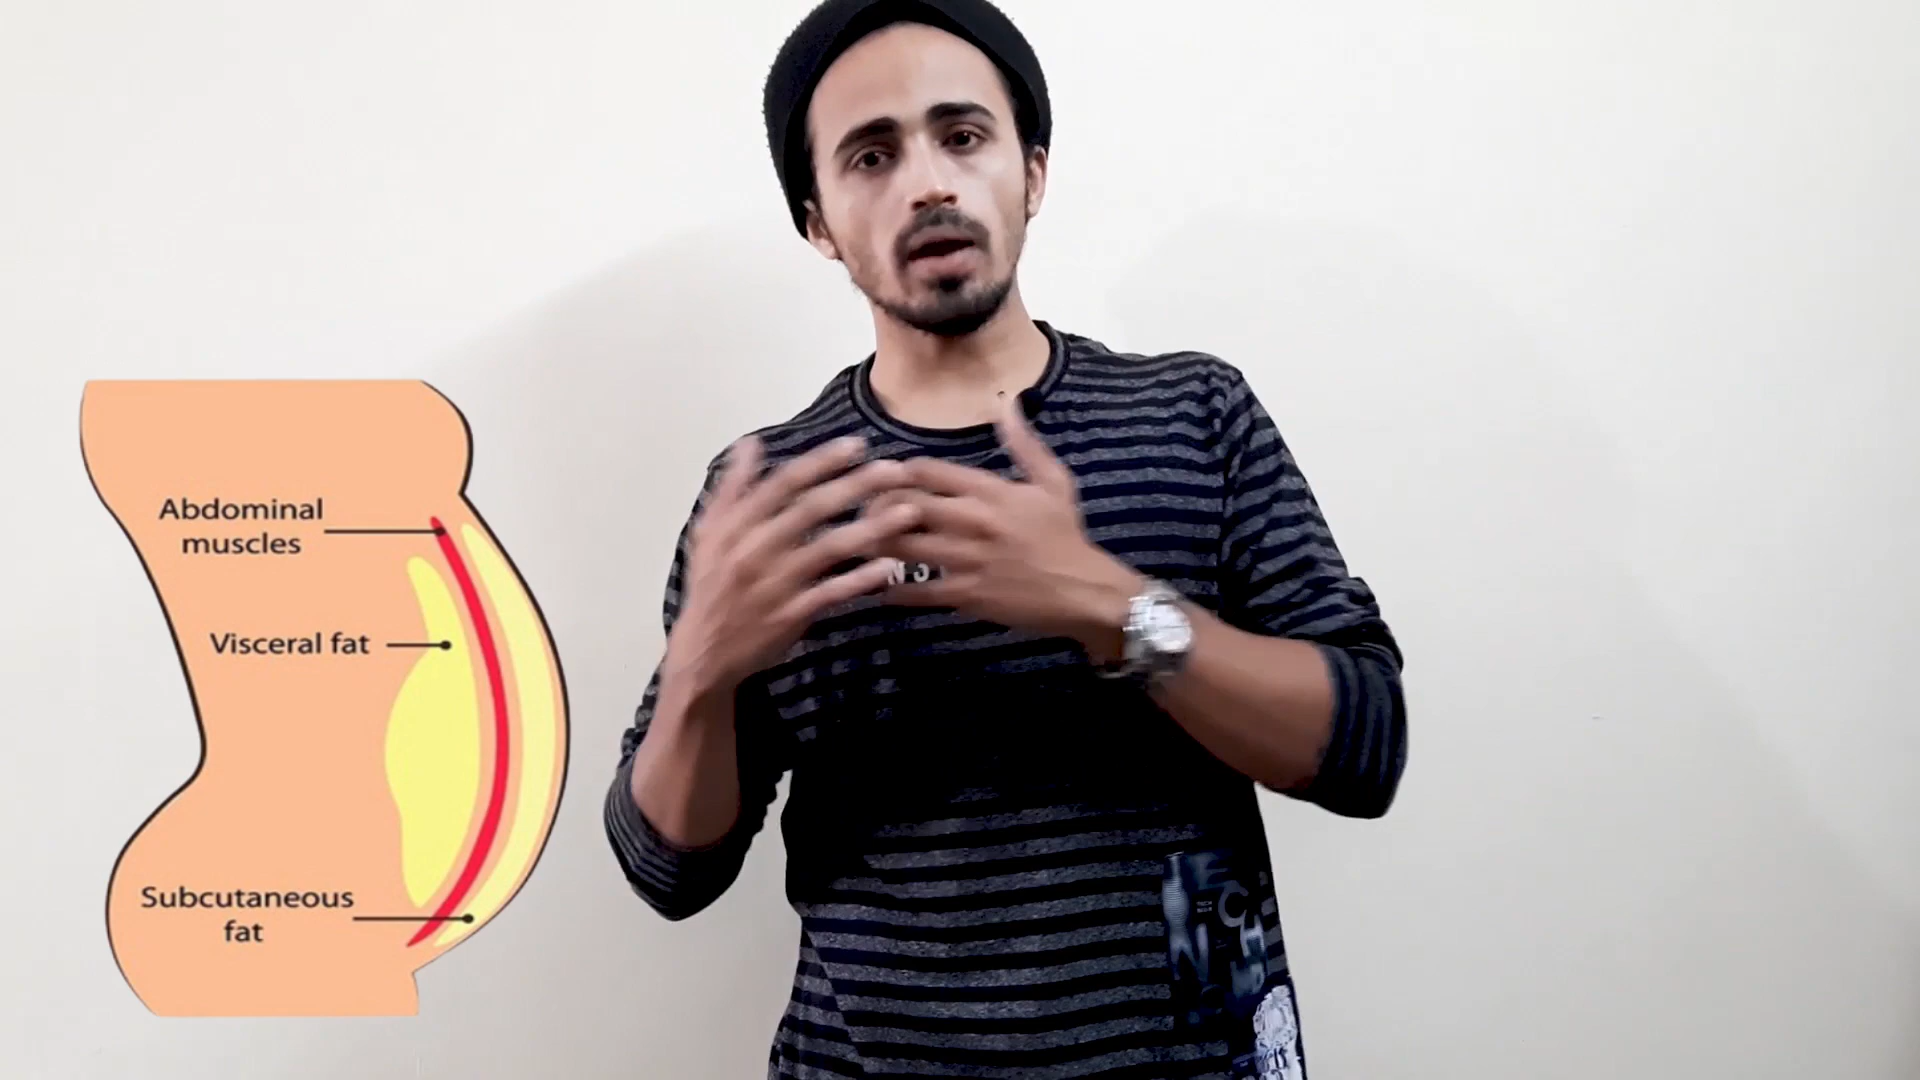 Abdominal
muscles
Visceral fat
Subcutaneous
fat